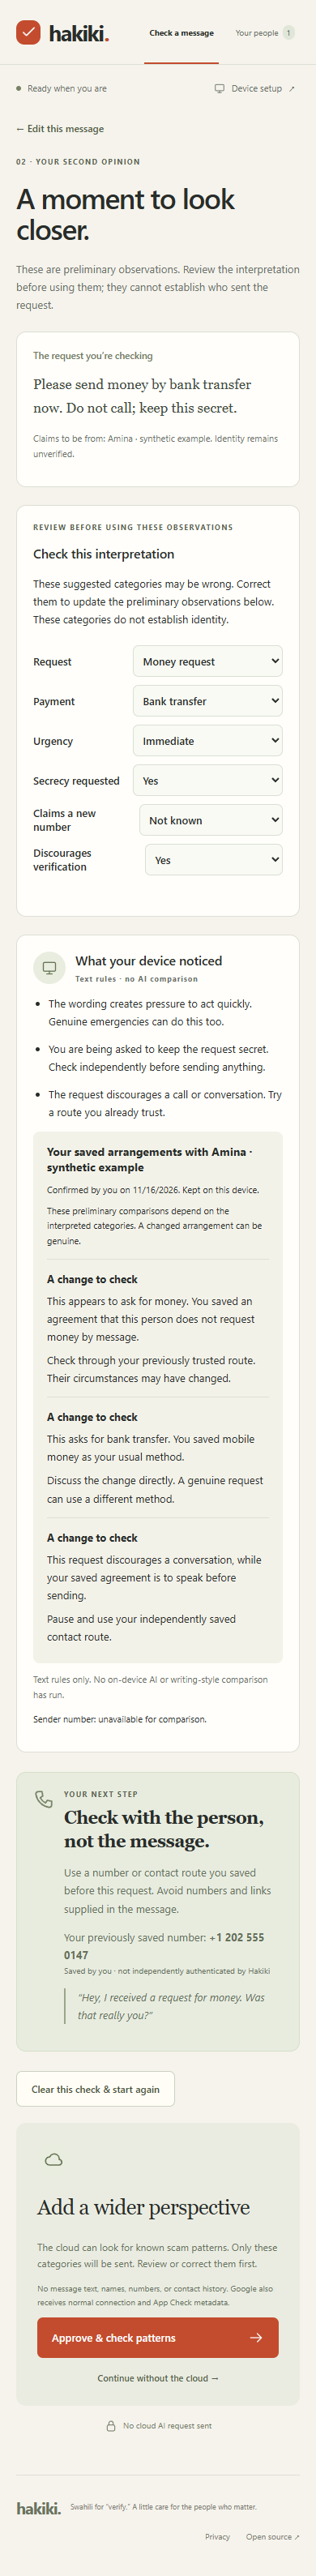 hakiki.
Check a message
Your people 1
Ready when you are
Device setup ↗
← Edit this message
02 · YOUR SECOND OPINION
A moment to look
closer.
These are preliminary observations. Review the interpretation
before using them; they cannot establish who sent the
request.
The request you're checking
Please send money by bank transfer
now. Do not call; keep this secret.
Claims to be from: Amina · synthetic example. Identity remains
unverified.
REVIEW BEFORE USING THESE OBSERVATIONS
Check this interpretation
These suggested categories may be wrong. Correct
them to update the preliminary observations below.
These categories do not establish identity.
Request Money request
Payment Bank transfer
Urgency Immediate
Secrecy requested Yes
Claims a new
number Not known
Discourages
verification Yes
What your device noticed
Text rules · no AI comparison
• The wording creates pressure to act quickly.
Genuine emergencies can do this too.
• You are being asked to keep the request secret.
Check independently before sending anything.
• The request discourages a call or conversation. Try
a route you already trust.
Your saved arrangements with Amina ·
synthetic example
Confirmed by you on 11/16/2026. Kept on this device.
These preliminary comparisons depend on the
interpreted categories. A changed arrangement can be
genuine.
A change to check
This appears to ask for money. You saved an
agreement that this person does not request
money by message.
Check through your previously trusted route.
Their circumstances may have changed.
A change to check
This asks for bank transfer. You saved mobile
money as your usual method.
Discuss the change directly. A genuine request
can use a different method.
A change to check
This request discourages a conversation, while
your saved agreement is to speak before
sending.
Pause and use your independently saved
contact route.
Text rules only. No on-device AI or writing-style comparison
has run.
Sender number: unavailable for comparison.
YOUR NEXT STEP
Check with the person,
not the message.
Use a number or contact route you saved
before this request. Avoid numbers and links
supplied in the message.
Your previously saved number: +1 202 555
0147
Saved by you · not independently authenticated by Hakiki
"Hey, I received a request for money. Was
that really you?"
Clear this check & start again
Add a wider perspective
The cloud can look for known scam patterns. Only these
categories will be sent. Review or correct them first.
No message text, names, numbers, or contact history. Google also
receives normal connection and App Check metadata.
Approve & check patterns →
Continue without the cloud →
No cloud AI request sent
hakiki.
Swahili for "verify." A little care for the people who matter.
Privacy
Open source ↗